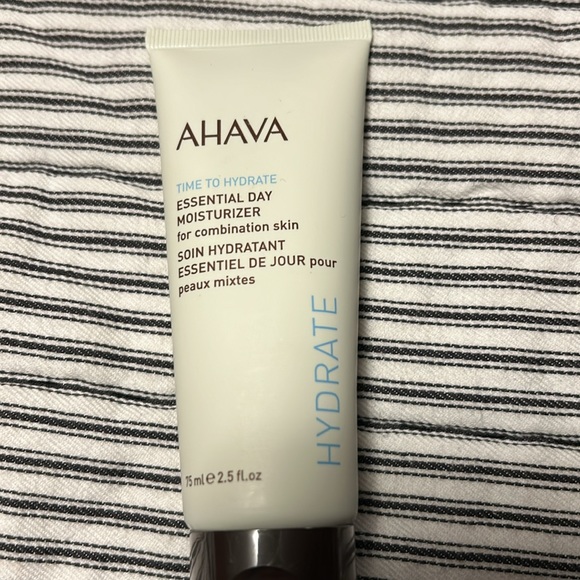 AHAVA
TIME TO HYDRATE
ESSENTIAL DAY
MOISTURIZER
for combination skin
SOIN HYDRATANT
ESSENTIEL DE JOUR pour
peaux mixtes
HYDRATE
75 ml e 2.5 fl.oz